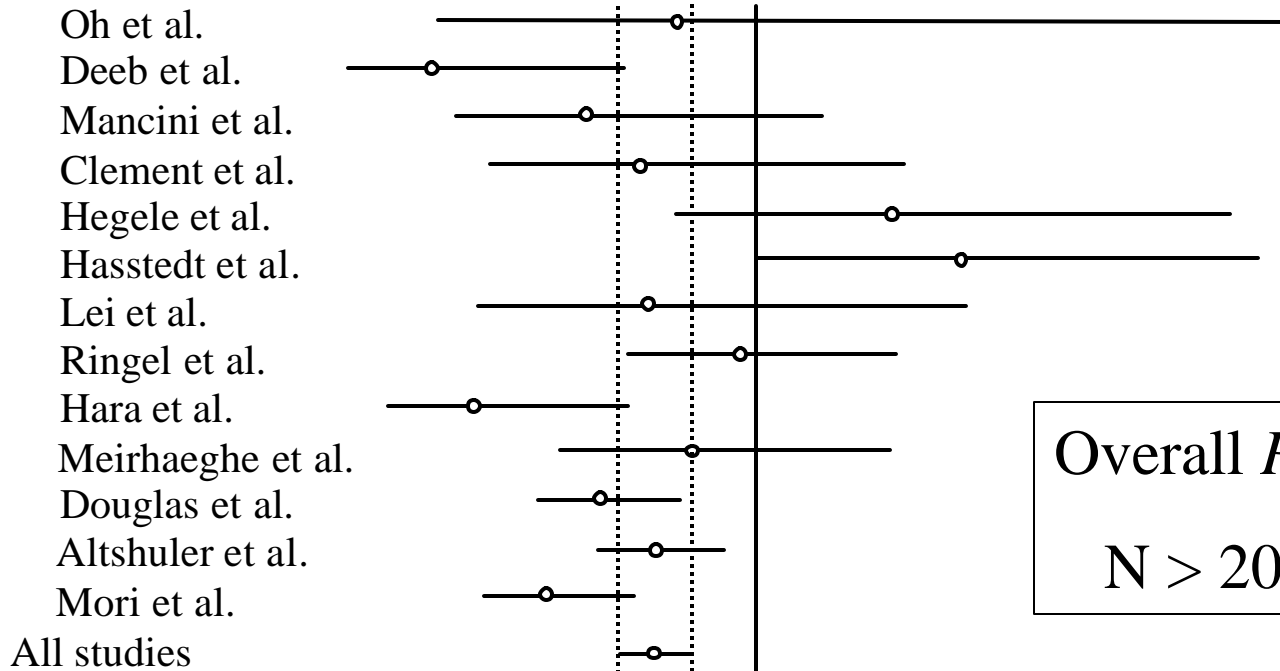 Oh et al.
Deeb et al.
Mancini et al.
Clement et al.
Hegele et al.
Hasstedt et al.
Lei et al.
Ringel et al.
Hara et al.
Meirhaeghe et al.
Douglas et al.
Altshuler et al.
Mori et al.
All studies
Overall
N > 20